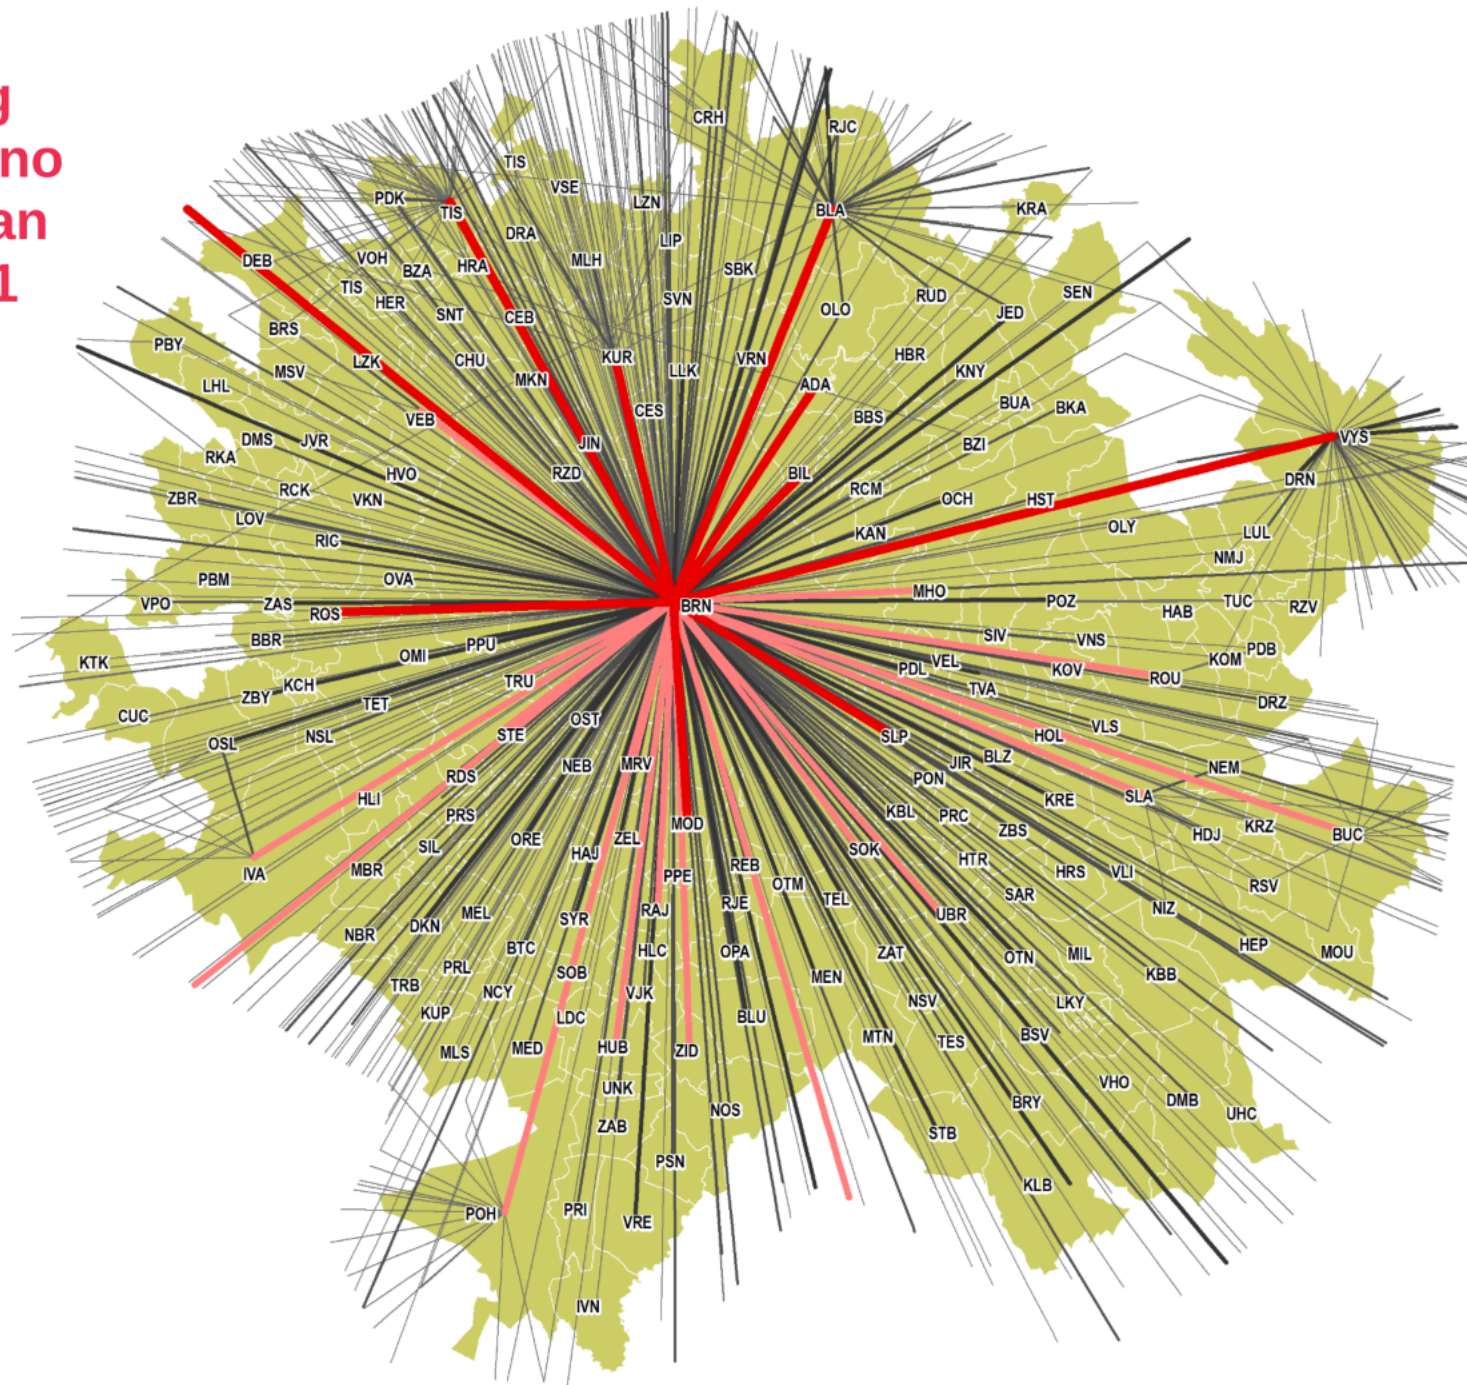 g
no
an
1
CRH
RJC
TIS
VSE
PDK
LZN
TIS
BLA
KRA
DRA
LIP
VOH
DEB
MLH
BZA
HRA
SBK
TIS
HER
SVN
RUD
SEN
SNT
CEB
OLO
JED
BRS
PBY
KUR
VRN
HBR
LZK
CHU
LLK
KNY
MSV
MKN
LHL
ADA
CES
BUA
BKA
VEB
BBS
DMS
JVR
JIN
BZI
VYS
RKA
RZD
BIL
HVO
DRN
RCK
RCM
ZBR
VKN
OCH
HST
LOV
OLY
KAN
LUL
RIC
NMJ
PBM
OVA
MHO
VPO
ZAS
ROS
BRN
POZ
HAB
TUC
RZV
BBR
PPU
SIV
VNS
PDB
KTK
OMI
PDL
VEL
KOV
KOM
ROU
KCH
TRU
TVA
ZBY
TET
DRZ
CUC
OST
OSL
NSL
STE
SLP
HOL
VLS
RDS
NEB
MRV
JIR
BLZ
NEM
PON
HLI
SLA
KRE
PRS
KBL
PRC
MOD
ZBS
HDJ
KRZ
BUC
SIL
ORE
ZEL
HAJ
SOK
HTR
IVA
MBR
PPE
REB
OTM
HRS
VLI
RSV
TEL
SAR
MEL
SYR
RAJ
RJE
UBR
NIZ
DKN
NBR
BTC
HLC
OPA
ZAT
OTN
MIL
HEP
MOU
PRL
SOB
MEN
KBB
TRB
NCY
VJK
NSV
LKY
KUP
LDC
BLU
MTN
TES
BSV
MLS
MED
HUB
ZID
UNK
VHO
NOS
BRY
DMB
UHC
ZAB
STB
PSN
KLB
POH
PRI
VRE
IVN